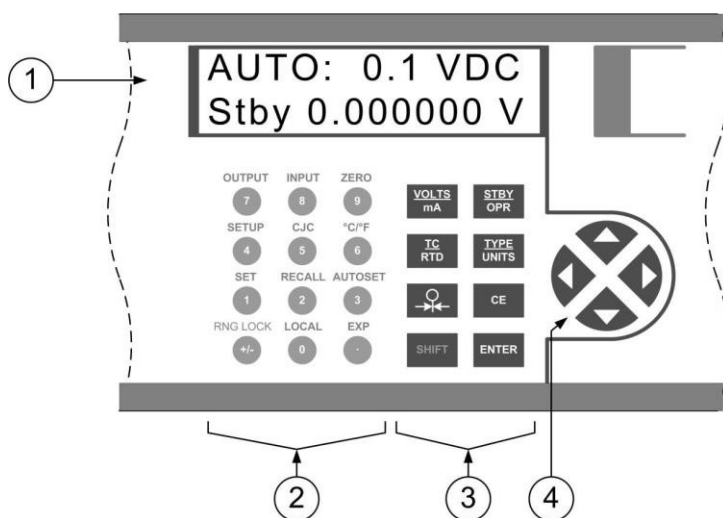 1
AUTO: 0.1 VDC
Stby 0.000000 V
OUTPUT INPUT ZERO
7 8 9
VOLTS STBY
mA OPR
SETUP CJC °C/°F
4 5 6
TC TYPE
RTD UNITS
SET RECALL AUTOSET
1 2 3
CE
RNG LOCK LOCAL EXP
+/- 0 .
SHIFT ENTER
2 3 4